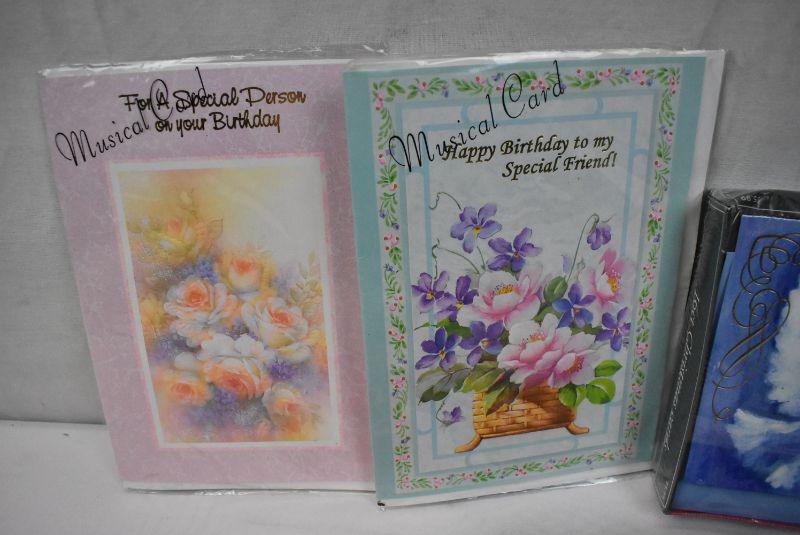 Musical Card
For A Special Person
on your Birthday
Musical Card
Happy Birthday to my
Special Friend!